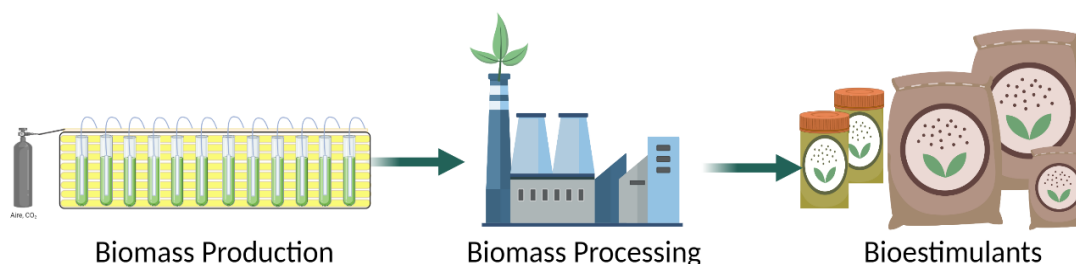 Aire, CO₂
Biomass Production
Biomass Processing
Bioestimulants